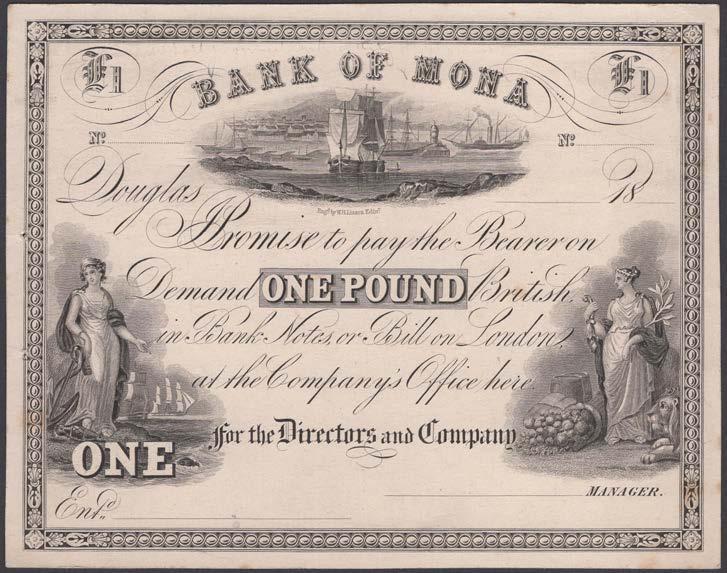 £1 BANK OF MONA £1
No. No.
Douglas 18
Engd. by W.H. Lizars Edinr.
I Promise to pay the Bearer on
Demand ONE POUND British,
in Bank Notes, or Bill on London,
at the Company's Office here.
For the Directors and Company
ONE
MANAGER.
Entd.